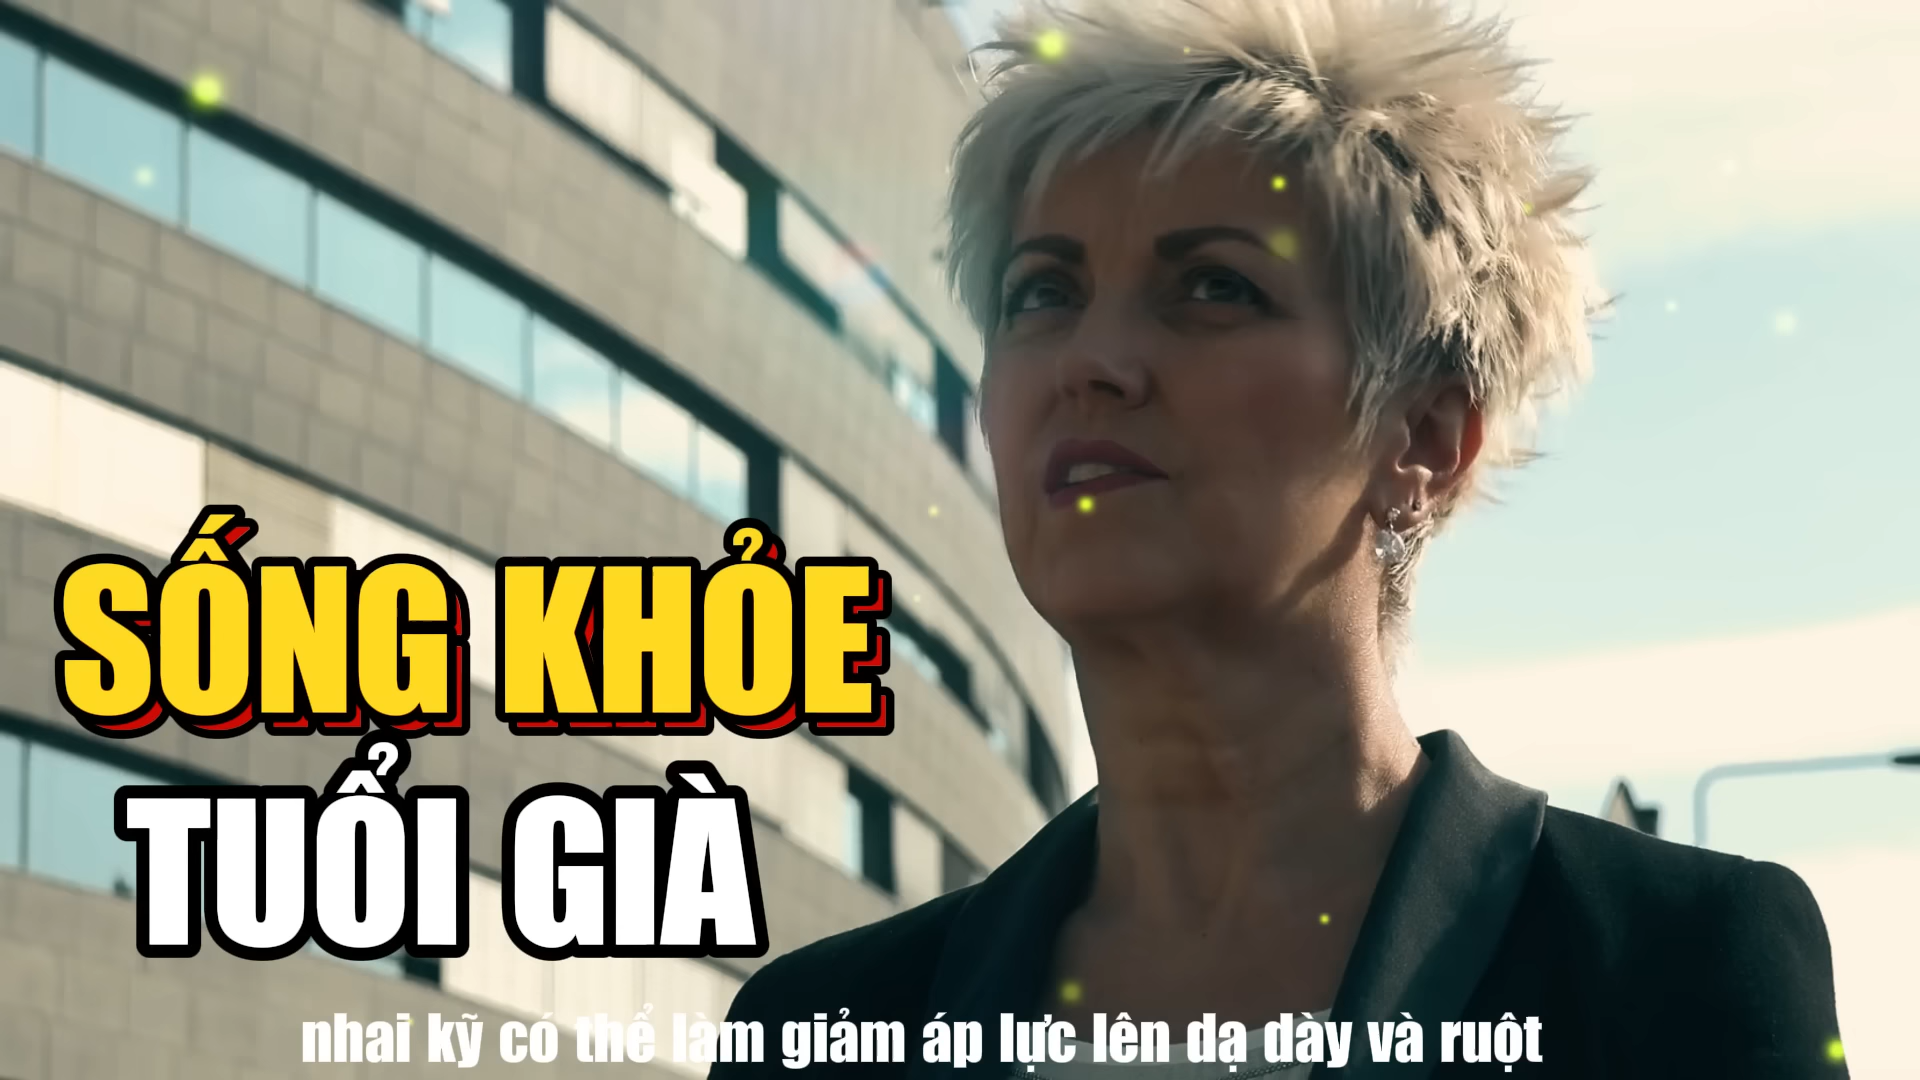 SỐNG KHỎE
TUỔI GIÀ
nhai kỹ có thể làm giảm áp lực lên dạ dày và ruột